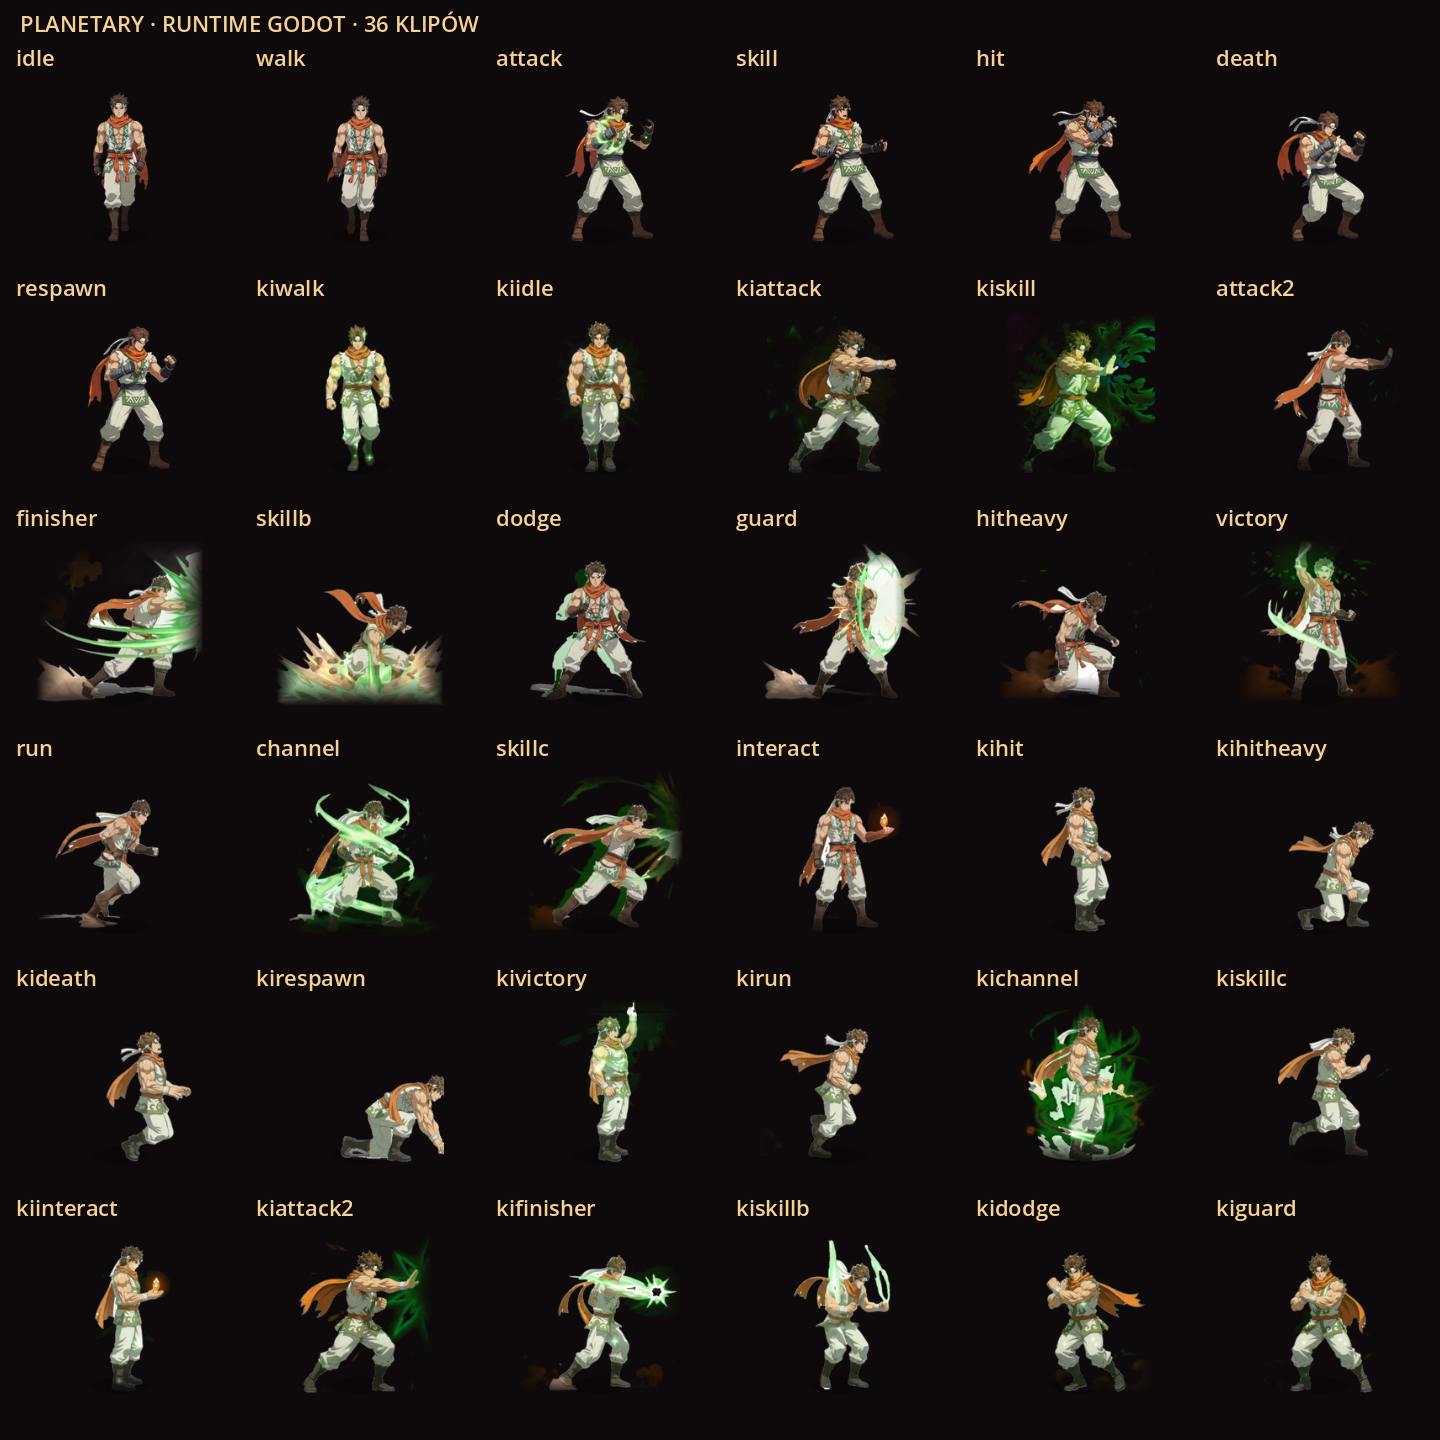 PLANETARY · RUNTIME GODOT · 36 KLIPÓW
idle walk attack skill hit death
respawn kiwalk kiidle kiattack kiskill attack2
finisher skillb dodge guard hitheavy victory
run channel skillc interact kihit kihitheavy
kideath kirespawn kivictory kirun kichannel kiskillc
kiinteract kiattack2 kifinisher kiskillb kidodge kiguard